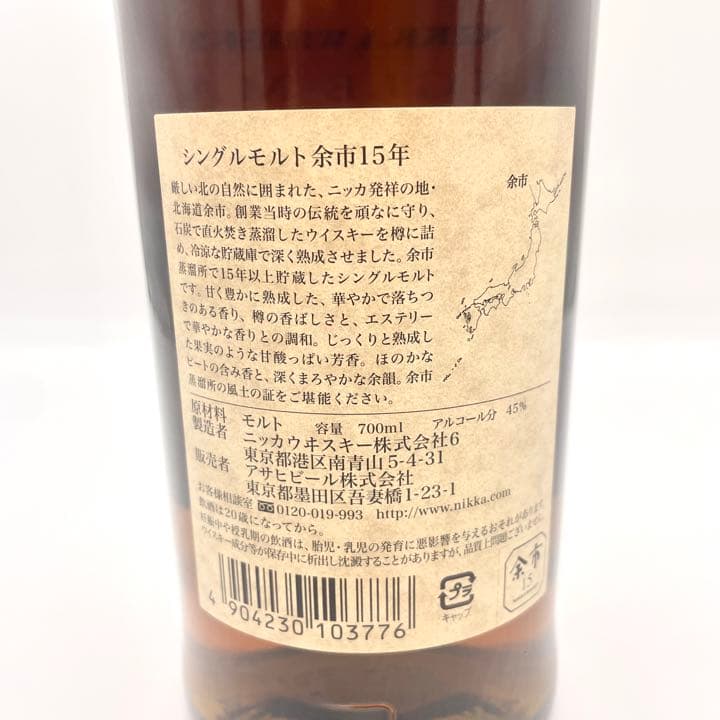 シングルモルト余市15年
厳しい北の自然に囲まれた、ニッカ発祥の地・
北海道余市。創業当時の伝統を頑なに守り、
石炭で直火焚き蒸溜したウイスキーを樽に詰
め、冷涼な貯蔵庫で深く熟成させました。余市
蒸溜所で15年以上貯蔵したシングルモルト
です。甘く豊かに熟成した、華やかで落ちつ
きのある香り、樽の香ばしさと、エステリー
で華やかな香りとの調和。じっくりと熟成し
た果実のような甘酸っぱい芳香。ほのかな
ピートの含み香と、深くまろやかな余韻。余市
蒸溜所の風土の証をご堪能ください。
余市
原材料 モルト 容量 700ml アルコール分 45%
製造者 ニッカウヰスキー株式会社6
東京都港区南青山5-4-31
販売者 アサヒビール株式会社
東京都墨田区吾妻橋1-23-1
お客様相談室 0120-019-993 http://www.nikka.com
飲酒は20歳になってから。
妊娠中や授乳期の飲酒は、胎児・乳児の発育に悪影響を与えるおそれがあります。
ウイスキー成分等が保存中に析出し沈澱することがありますが、品質上問題ございません。
4 904230 103776
プラ
キャップ
余市
15